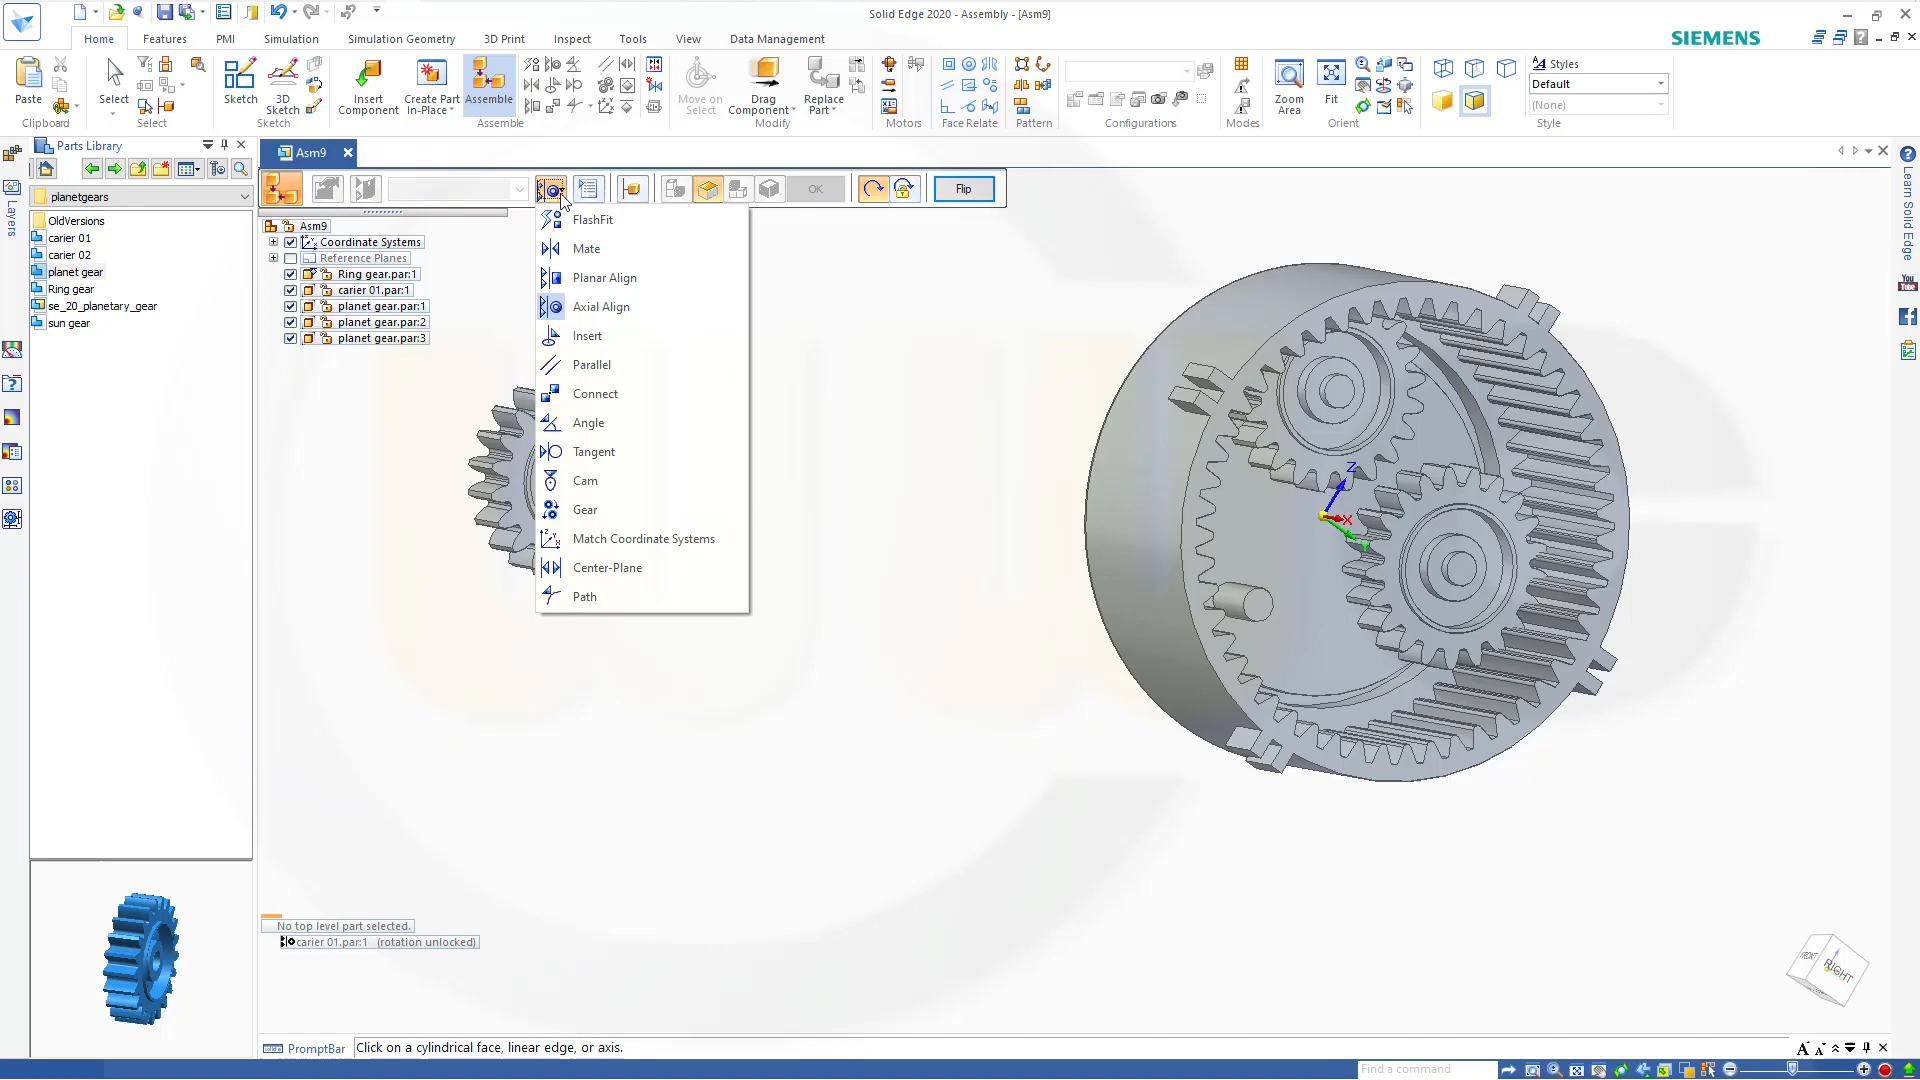 Solid Edge 2020 - Assembly - [Asm9]
Home Features PMI Simulation Simulation Geometry 3D Print Inspect Tools View Data Management
SIEMENS
Paste
Clipboard
Select
Select
Sketch
3D Sketch
Sketch
Insert Component
Create Part In-Place
Assemble
Assemble
Move on Select
Drag Component
Replace Part
Modify
Motors
Face Relate
Pattern
Configurations
Modes
Zoom Area
Fit
Orient
Styles
Default
(None)
Style
Parts Library
Asm9
planetgears
OldVersions
carier 01
carier 02
planet gear
Ring gear
se_20_planetary_gear
sun gear
Layers
OK
Flip
Asm9
Coordinate Systems
Reference Planes
Ring gear.par:1
carier 01.par:1
planet gear.par:1
planet gear.par:2
planet gear.par:3
FlashFit
Mate
Planar Align
Axial Align
Insert
Parallel
Connect
Angle
Tangent
Cam
Gear
Match Coordinate Systems
Center-Plane
Path
Z
X
Y
Learn Solid Edge
You Tube
No top level part selected.
carier 01.par:1 (rotation unlocked)
FRONT
RIGHT
PromptBar
Click on a cylindrical face, linear edge, or axis.
Find a command